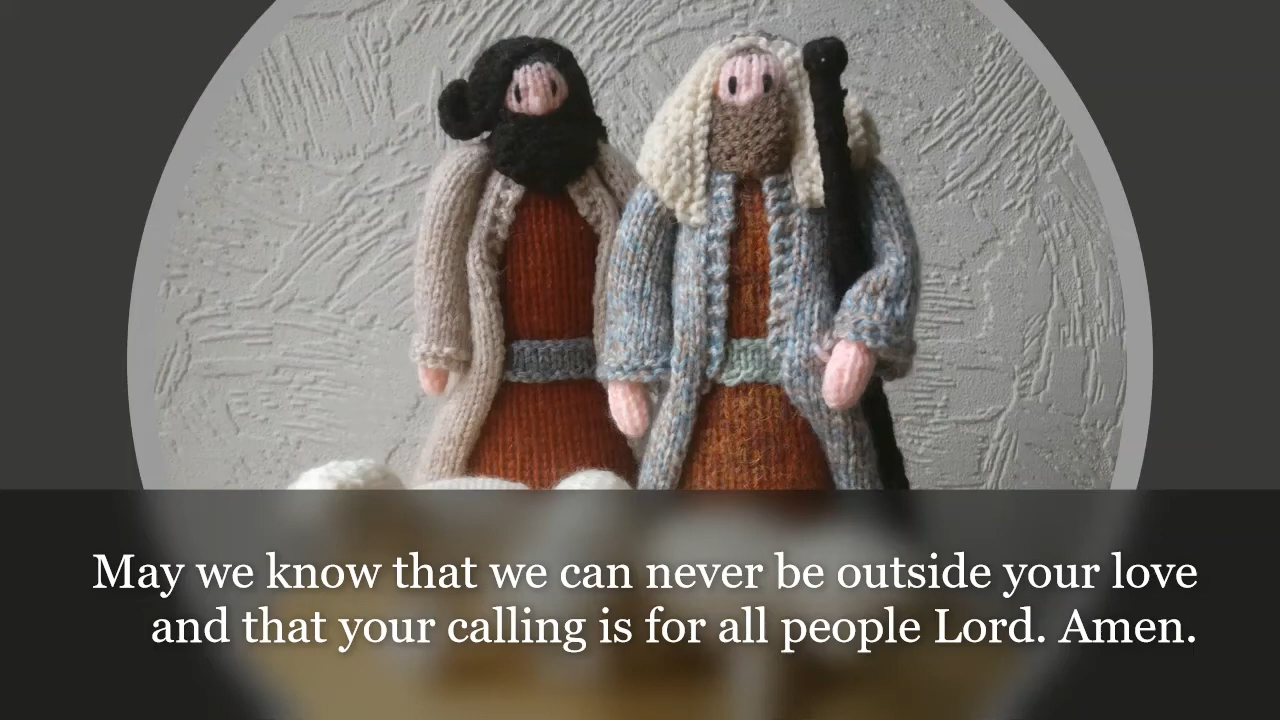 May we know that we can never be outside your love
and that your calling is for all people Lord. Amen.